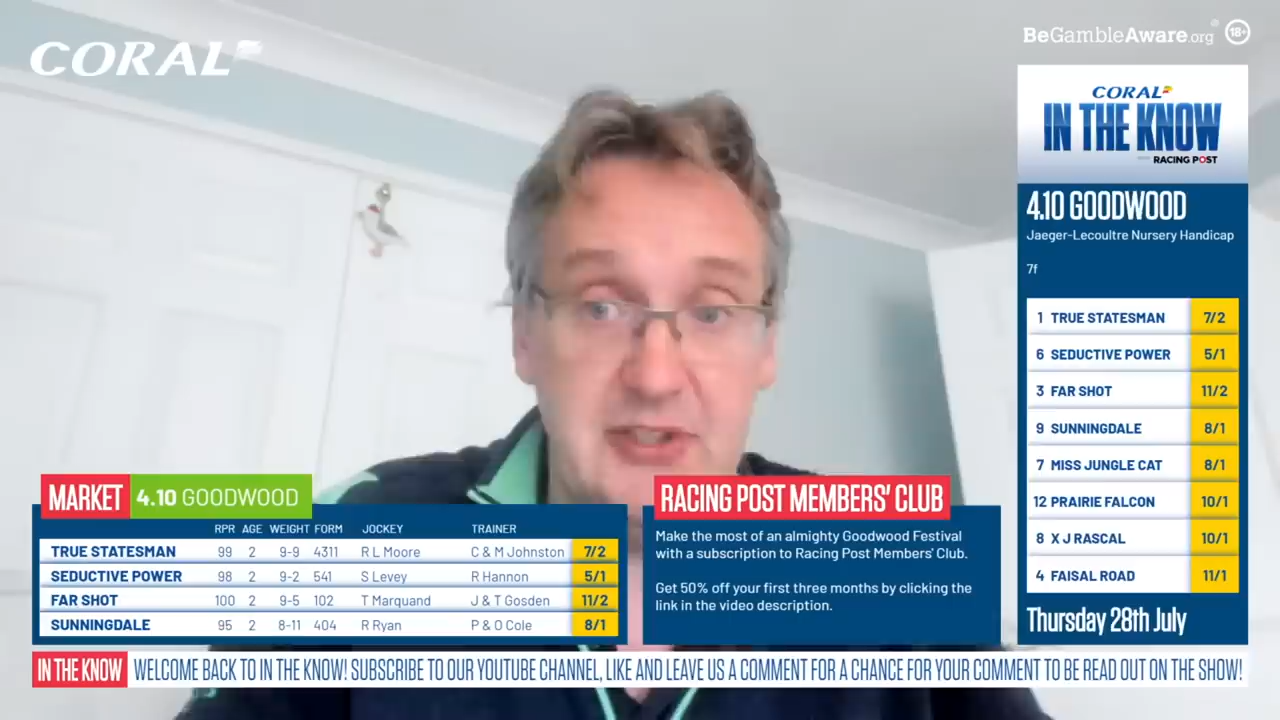 CORAL
BeGambleAware.org
18+
CORAL
IN THE KNOW
RACING POST
4.10 GOODWOOD
Jaeger-Lecoultre Nursery Handicap
7f
1 TRUE STATESMAN 7/2
6 SEDUCTIVE POWER 5/1
3 FAR SHOT 11/2
9 SUNNINGDALE 8/1
7 MISS JUNGLE CAT 8/1
12 PRAIRIE FALCON 10/1
8 X J RASCAL 10/1
4 FAISAL ROAD 11/1
Thursday 28th July
MARKET 4.10 GOODWOOD
RPR AGE WEIGHT FORM JOCKEY TRAINER
TRUE STATESMAN 99 2 9-9 4311 R L Moore C & M Johnston 7/2
SEDUCTIVE POWER 98 2 9-2 541 S Levey R Hannon 5/1
FAR SHOT 100 2 9-5 102 T Marquand J & T Gosden 11/2
SUNNINGDALE 95 2 8-11 404 R Ryan P & O Cole 8/1
RACING POST MEMBERS' CLUB
Make the most of an almighty Goodwood Festival
with a subscription to Racing Post Members' Club.
Get 50% off your first three months by clicking the
link in the video description.
IN THE KNOW WELCOME BACK TO IN THE KNOW! SUBSCRIBE TO OUR YOUTUBE CHANNEL, LIKE AND LEAVE US A COMMENT FOR A CHANCE FOR YOUR COMMENT TO BE READ OUT ON THE SHOW!